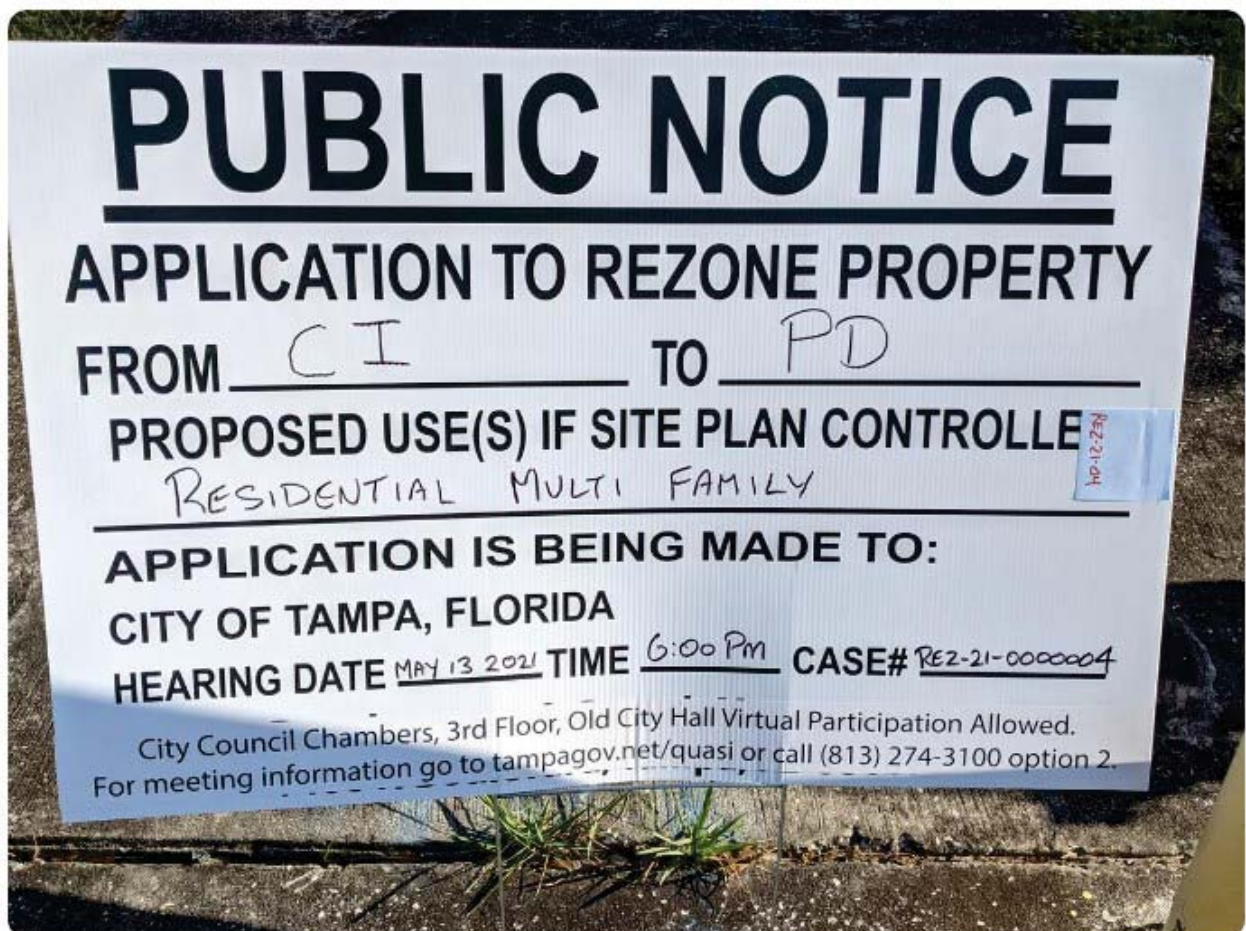 PUBLIC NOTICE
APPLICATION TO REZONE PROPERTY
FROM CI TO PD
PROPOSED USE(S) IF SITE PLAN CONTROLLE
REZ-21-04
RESIDENTIAL MULTI FAMILY
APPLICATION IS BEING MADE TO:
CITY OF TAMPA, FLORIDA
HEARING DATE MAY 13 2021 TIME 6:00 PM CASE# REZ-21-0000004
City Council Chambers, 3rd Floor, Old City Hall Virtual Participation Allowed.
For meeting information go to tampagov.net/quasi or call (813) 274-3100 option 2.